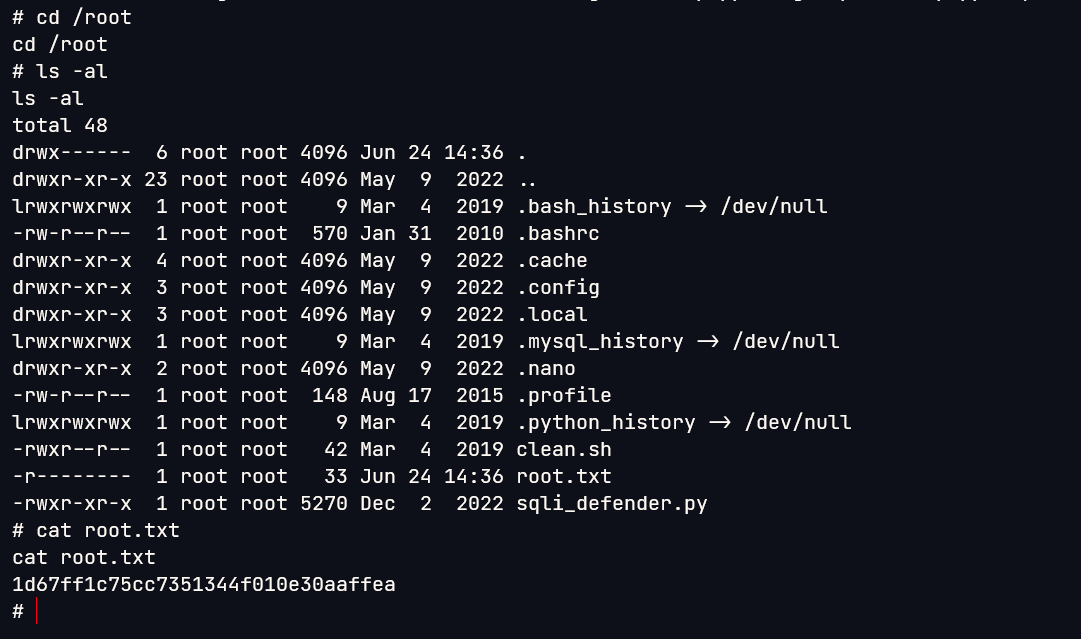 # cd /root
cd /root
# ls -al
ls -al
total 48
drwx------  6 root root 4096 Jun 24 14:36 .
drwxr-xr-x 23 root root 4096 May  9  2022 ..
lrwxrwxrwx  1 root root    9 Mar  4  2019 .bash_history -> /dev/null
-rw-r--r--  1 root root  570 Jan 31  2010 .bashrc
drwxr-xr-x  4 root root 4096 May  9  2022 .cache
drwxr-xr-x  3 root root 4096 May  9  2022 .config
drwxr-xr-x  3 root root 4096 May  9  2022 .local
lrwxrwxrwx  1 root root    9 Mar  4  2019 .mysql_history -> /dev/null
drwxr-xr-x  2 root root 4096 May  9  2022 .nano
-rw-r--r--  1 root root  148 Aug 17  2015 .profile
lrwxrwxrwx  1 root root    9 Mar  4  2019 .python_history -> /dev/null
-rwxr--r--  1 root root   42 Mar  4  2019 clean.sh
-r--------  1 root root   33 Jun 24 14:36 root.txt
-rwxr-xr-x  1 root root 5270 Dec  2  2022 sqli_defender.py
# cat root.txt
cat root.txt
1d67ff1c75cc7351344f010e30aaffea
#